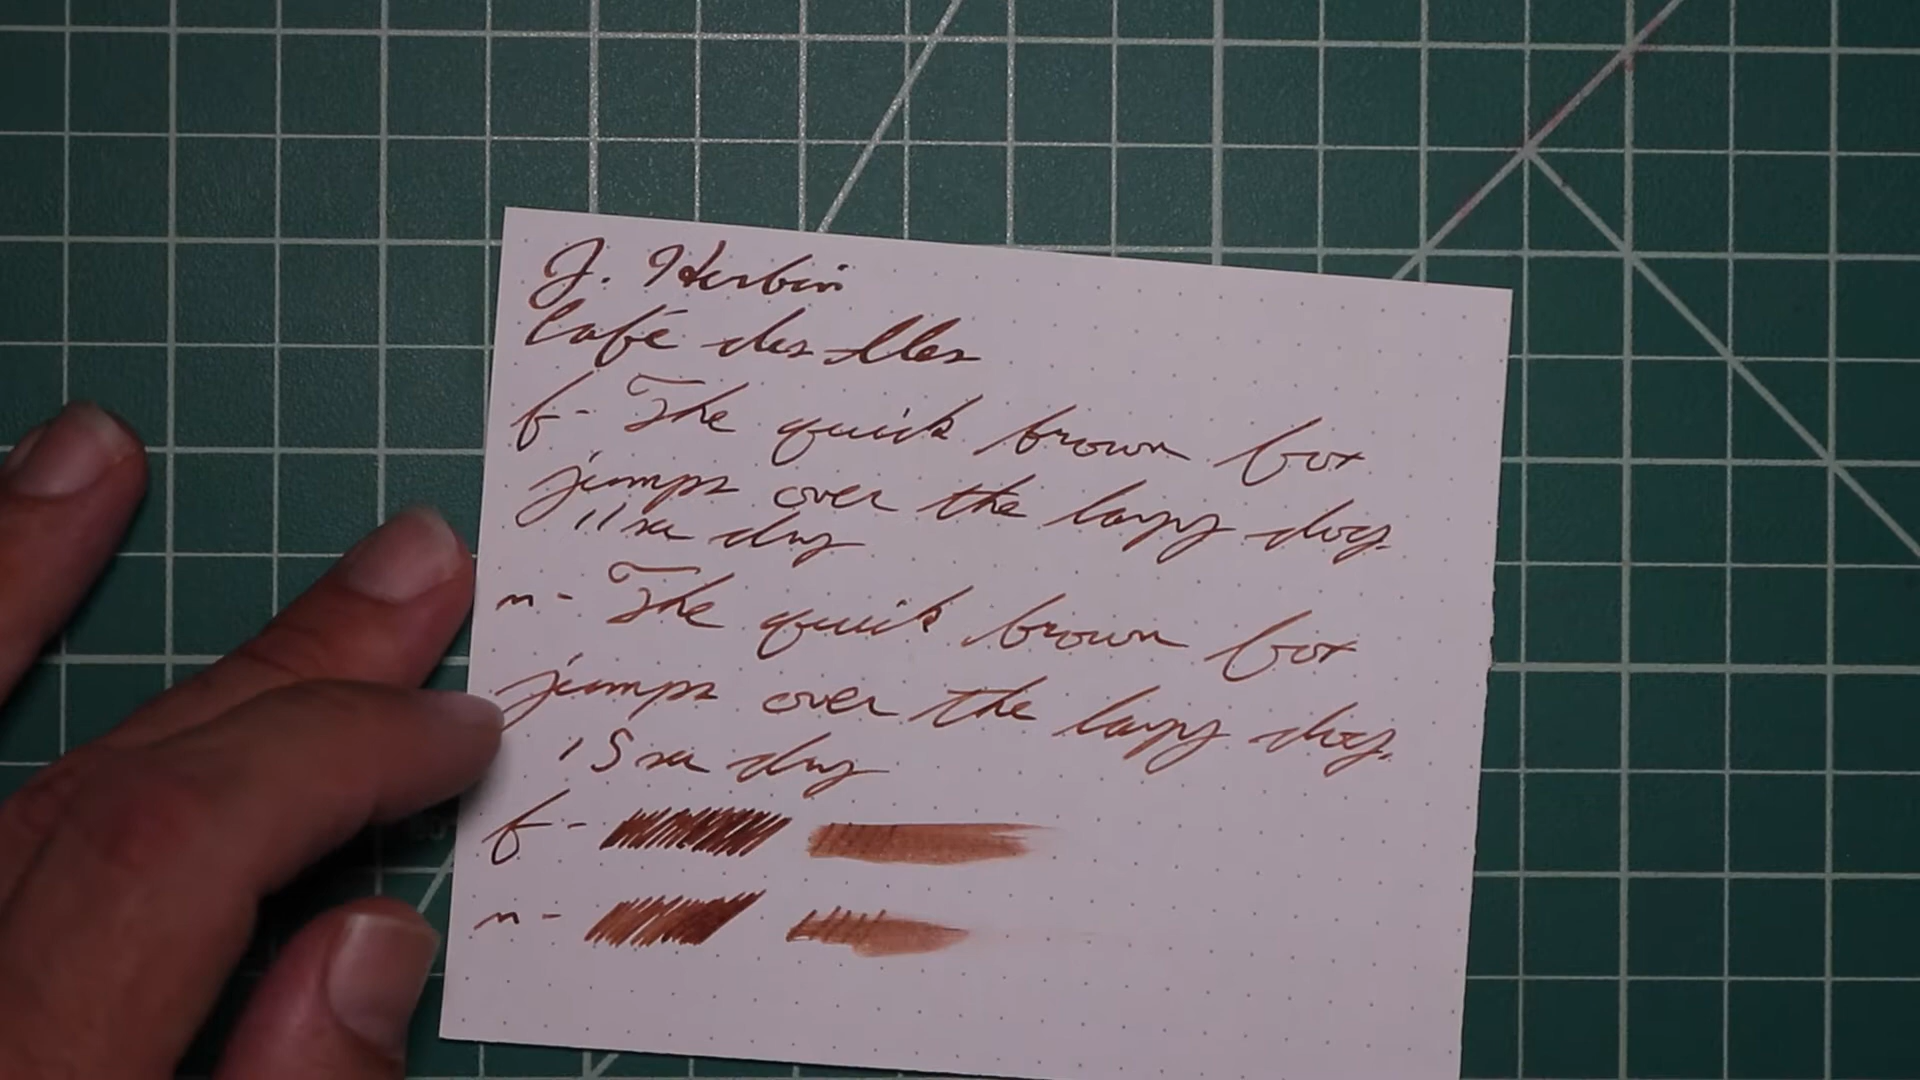 J. Herbin
Café des Iles
f- The quick brown fox
jumps over the lazy dog.
11 sec dry
m- The quick brown fox
jumps over the lazy dog.
15 sec dry
f-
m-